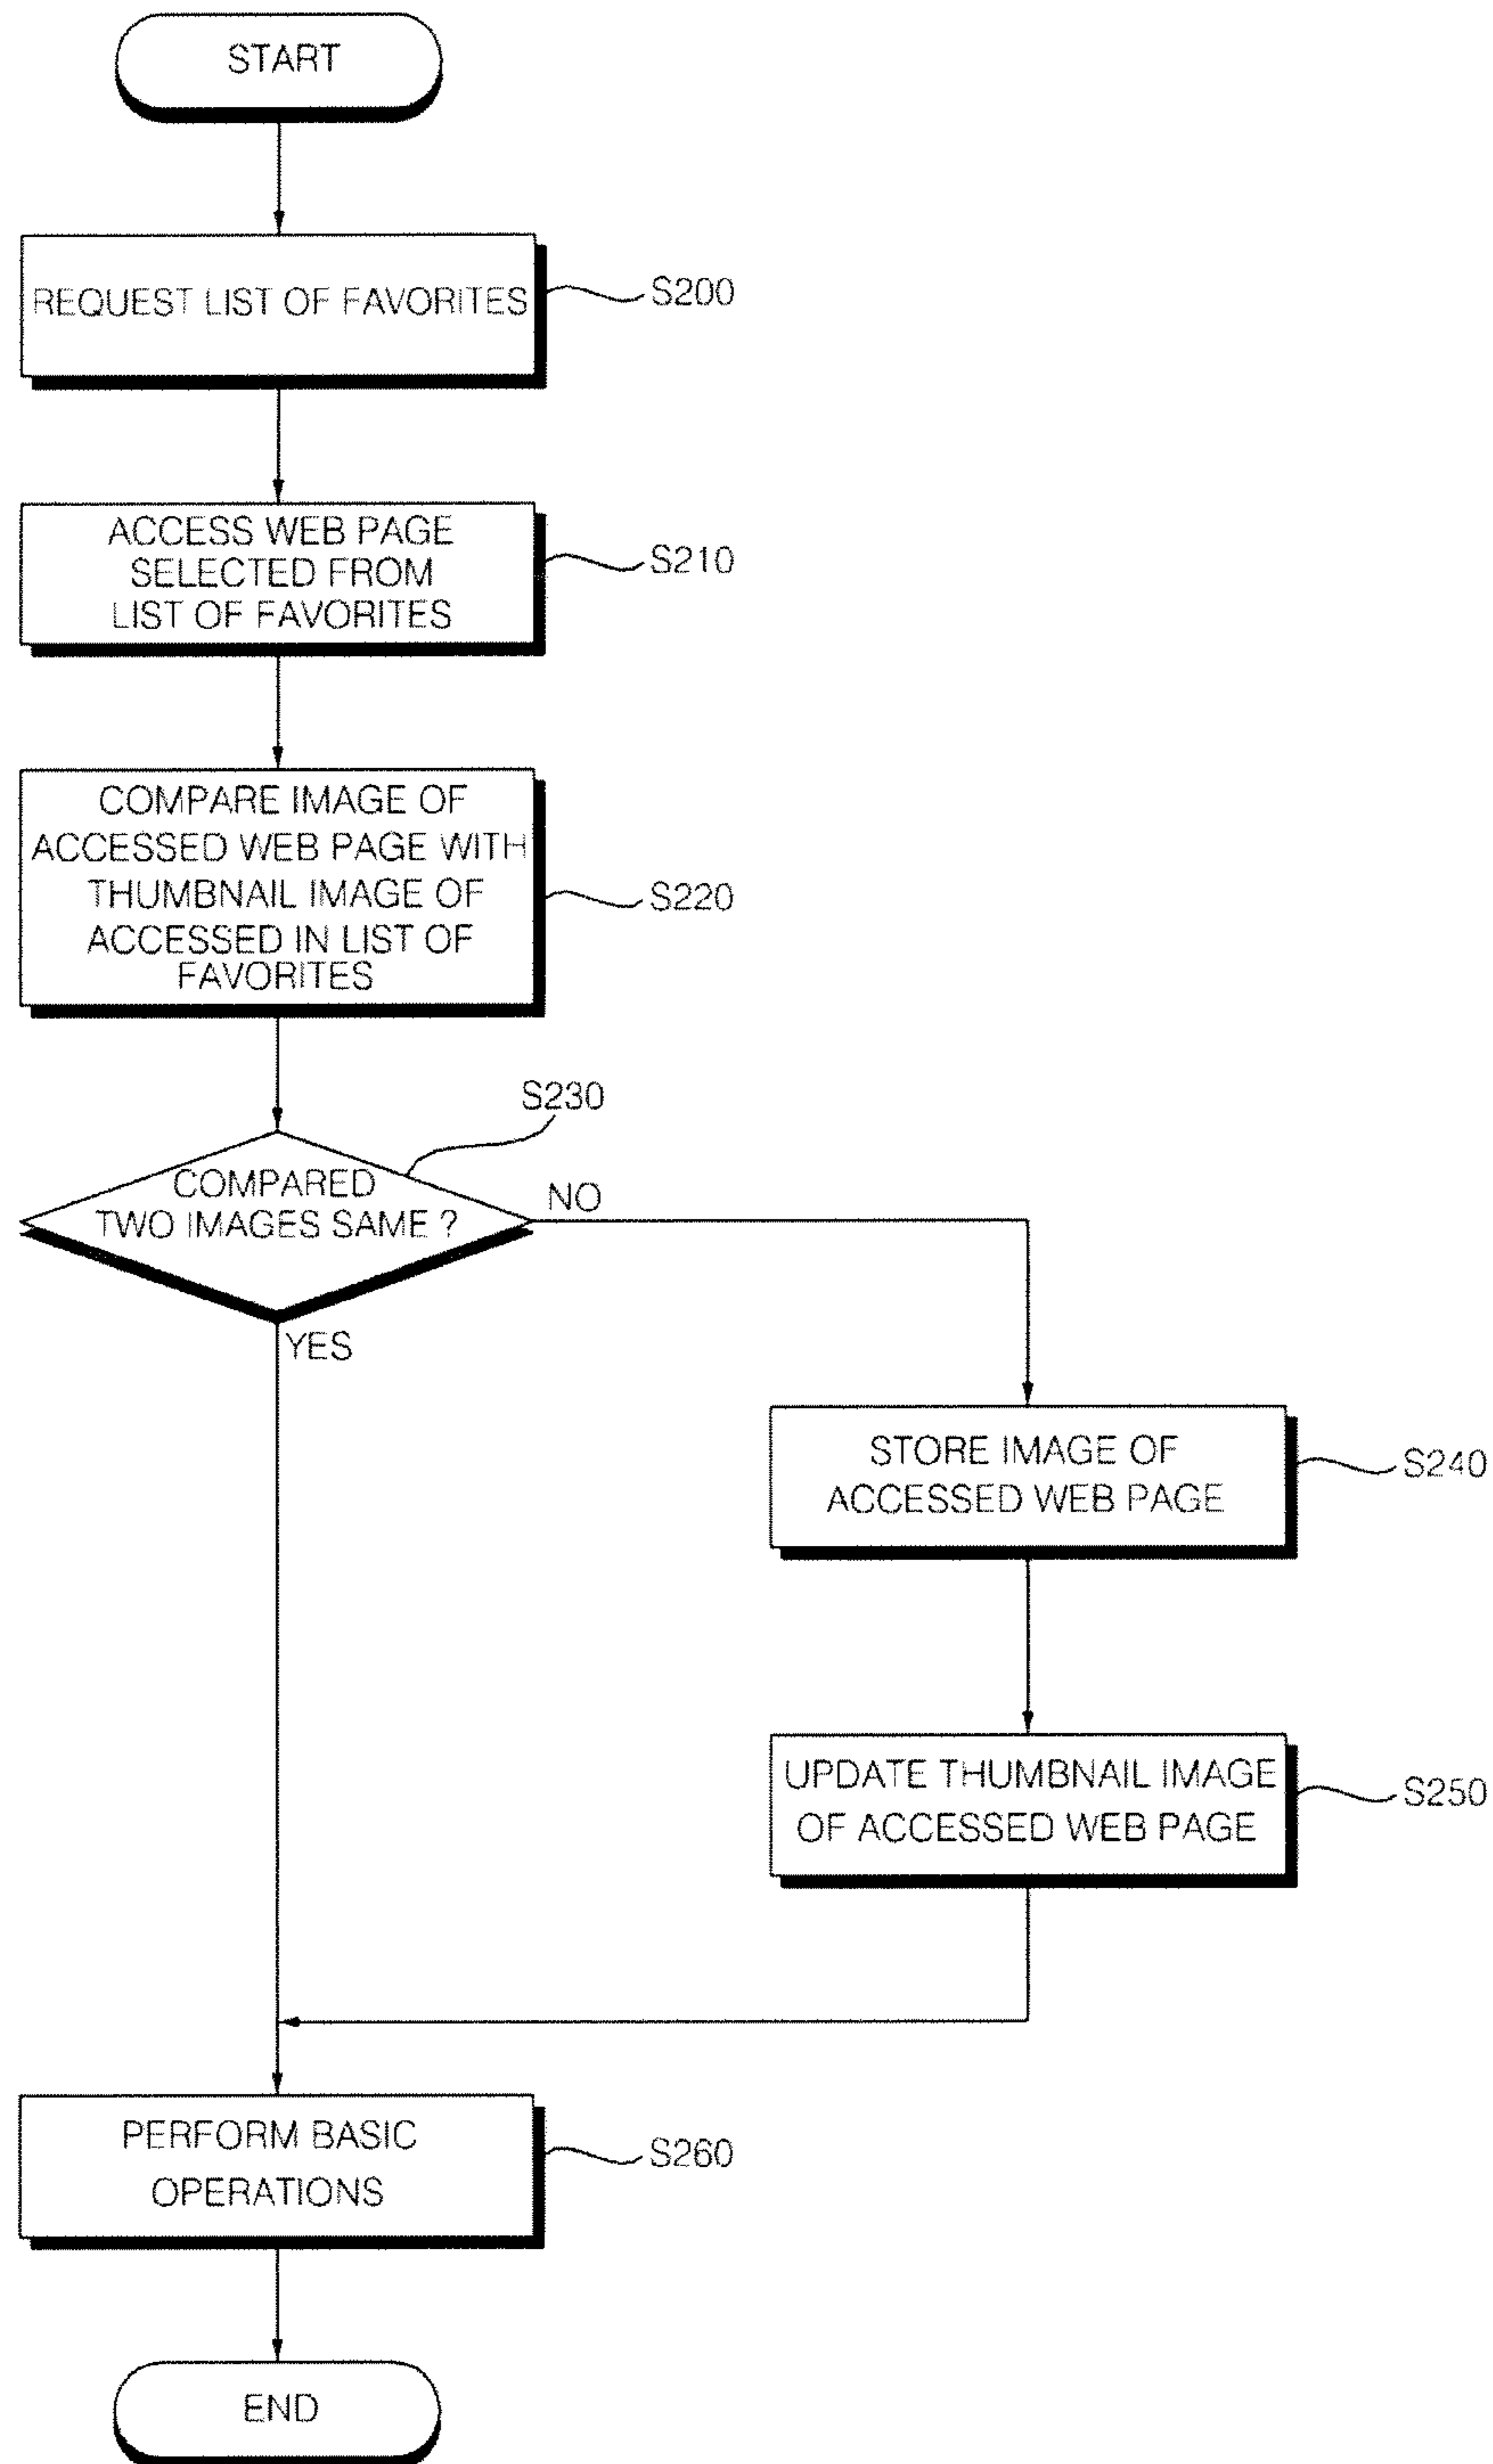 START
REQUEST LIST OF FAVORITES
S200
ACCESS WEB PAGE
SELECTED FROM
LIST OF FAVORITES
S210
COMPARE IMAGE OF
ACCESSED WEB PAGE WITH
THUMBNAIL IMAGE OF
ACCESSED IN LIST OF
FAVORITES
S220
S230
COMPARED
TWO IMAGES SAME ?
NO
YES
STORE IMAGE OF
ACCESSED WEB PAGE
S240
UPDATE THUMBNAIL IMAGE
OF ACCESSED WEB PAGE
S250
PERFORM BASIC
OPERATIONS
S260
END